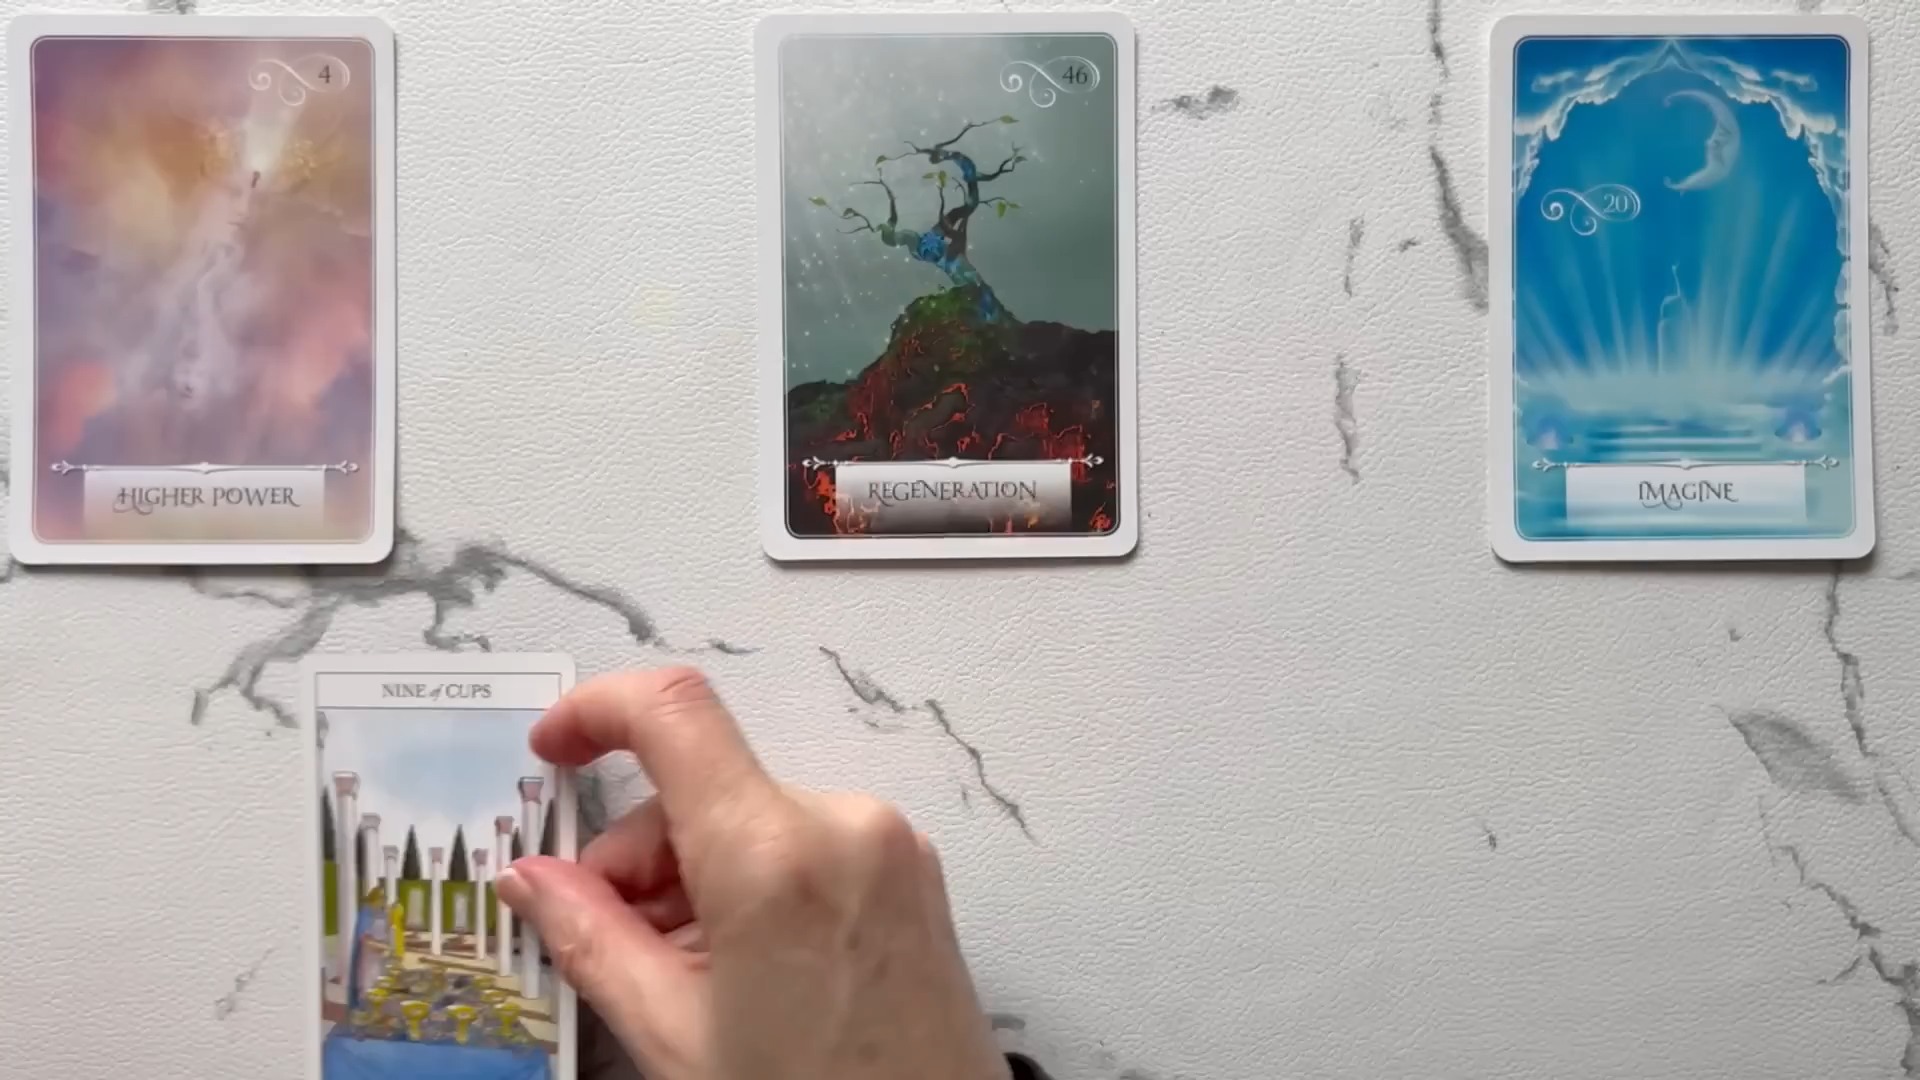 4
HIGHER POWER
46
REGENERATION
20
IMAGINE
NINE of CUPS